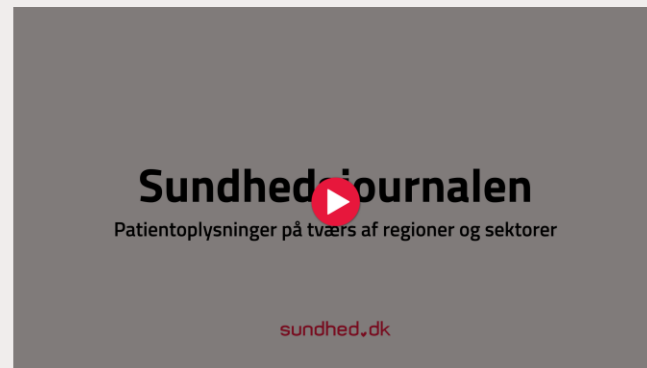 Sundhedsjournalen
Patientoplysninger på tværs af regioner og sektorer
sundhed.dk